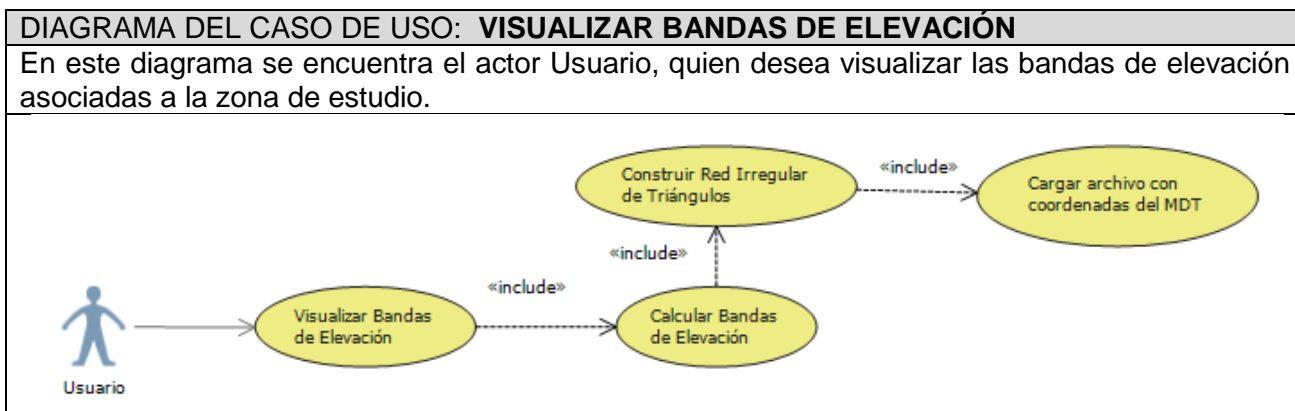 DIAGRAMA DEL CASO DE USO: VISUALIZAR BANDAS DE ELEVACIÓN
En este diagrama se encuentra el actor Usuario, quien desea visualizar las bandas de elevación
asociadas a la zona de estudio.
Construir Red Irregular
de Triángulos
«include»
Cargar archivo con
coordenadas del MDT
«include»
«include»
Visualizar Bandas
de Elevación
Calcular Bandas
de Elevación
Usuario